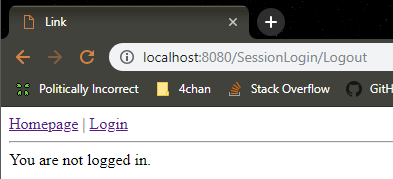 Link
localhost:8080/SessionLogin/Logout
Politically Incorrect 4chan Stack Overflow GitH
Homepage | Login
You are not logged in.